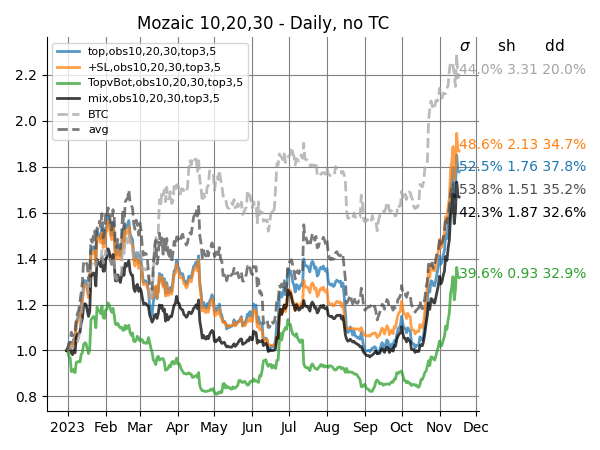 Mozaic 10,20,30 - Daily, no TC
σ sh dd
top,obs10,20,30,top3,5
+SL,obs10,20,30,top3,5
TopvBot,obs10,20,30,top3,5
mix,obs10,20,30,top3,5
BTC
avg
44.0% 3.31 20.0%
48.6% 2.13 34.7%
52.5% 1.76 37.8%
53.8% 1.51 35.2%
42.3% 1.87 32.6%
39.6% 0.93 32.9%
2.2
2.0
1.8
1.6
1.4
1.2
1.0
0.8
2023 Feb Mar Apr May Jun Jul Aug Sep Oct Nov Dec